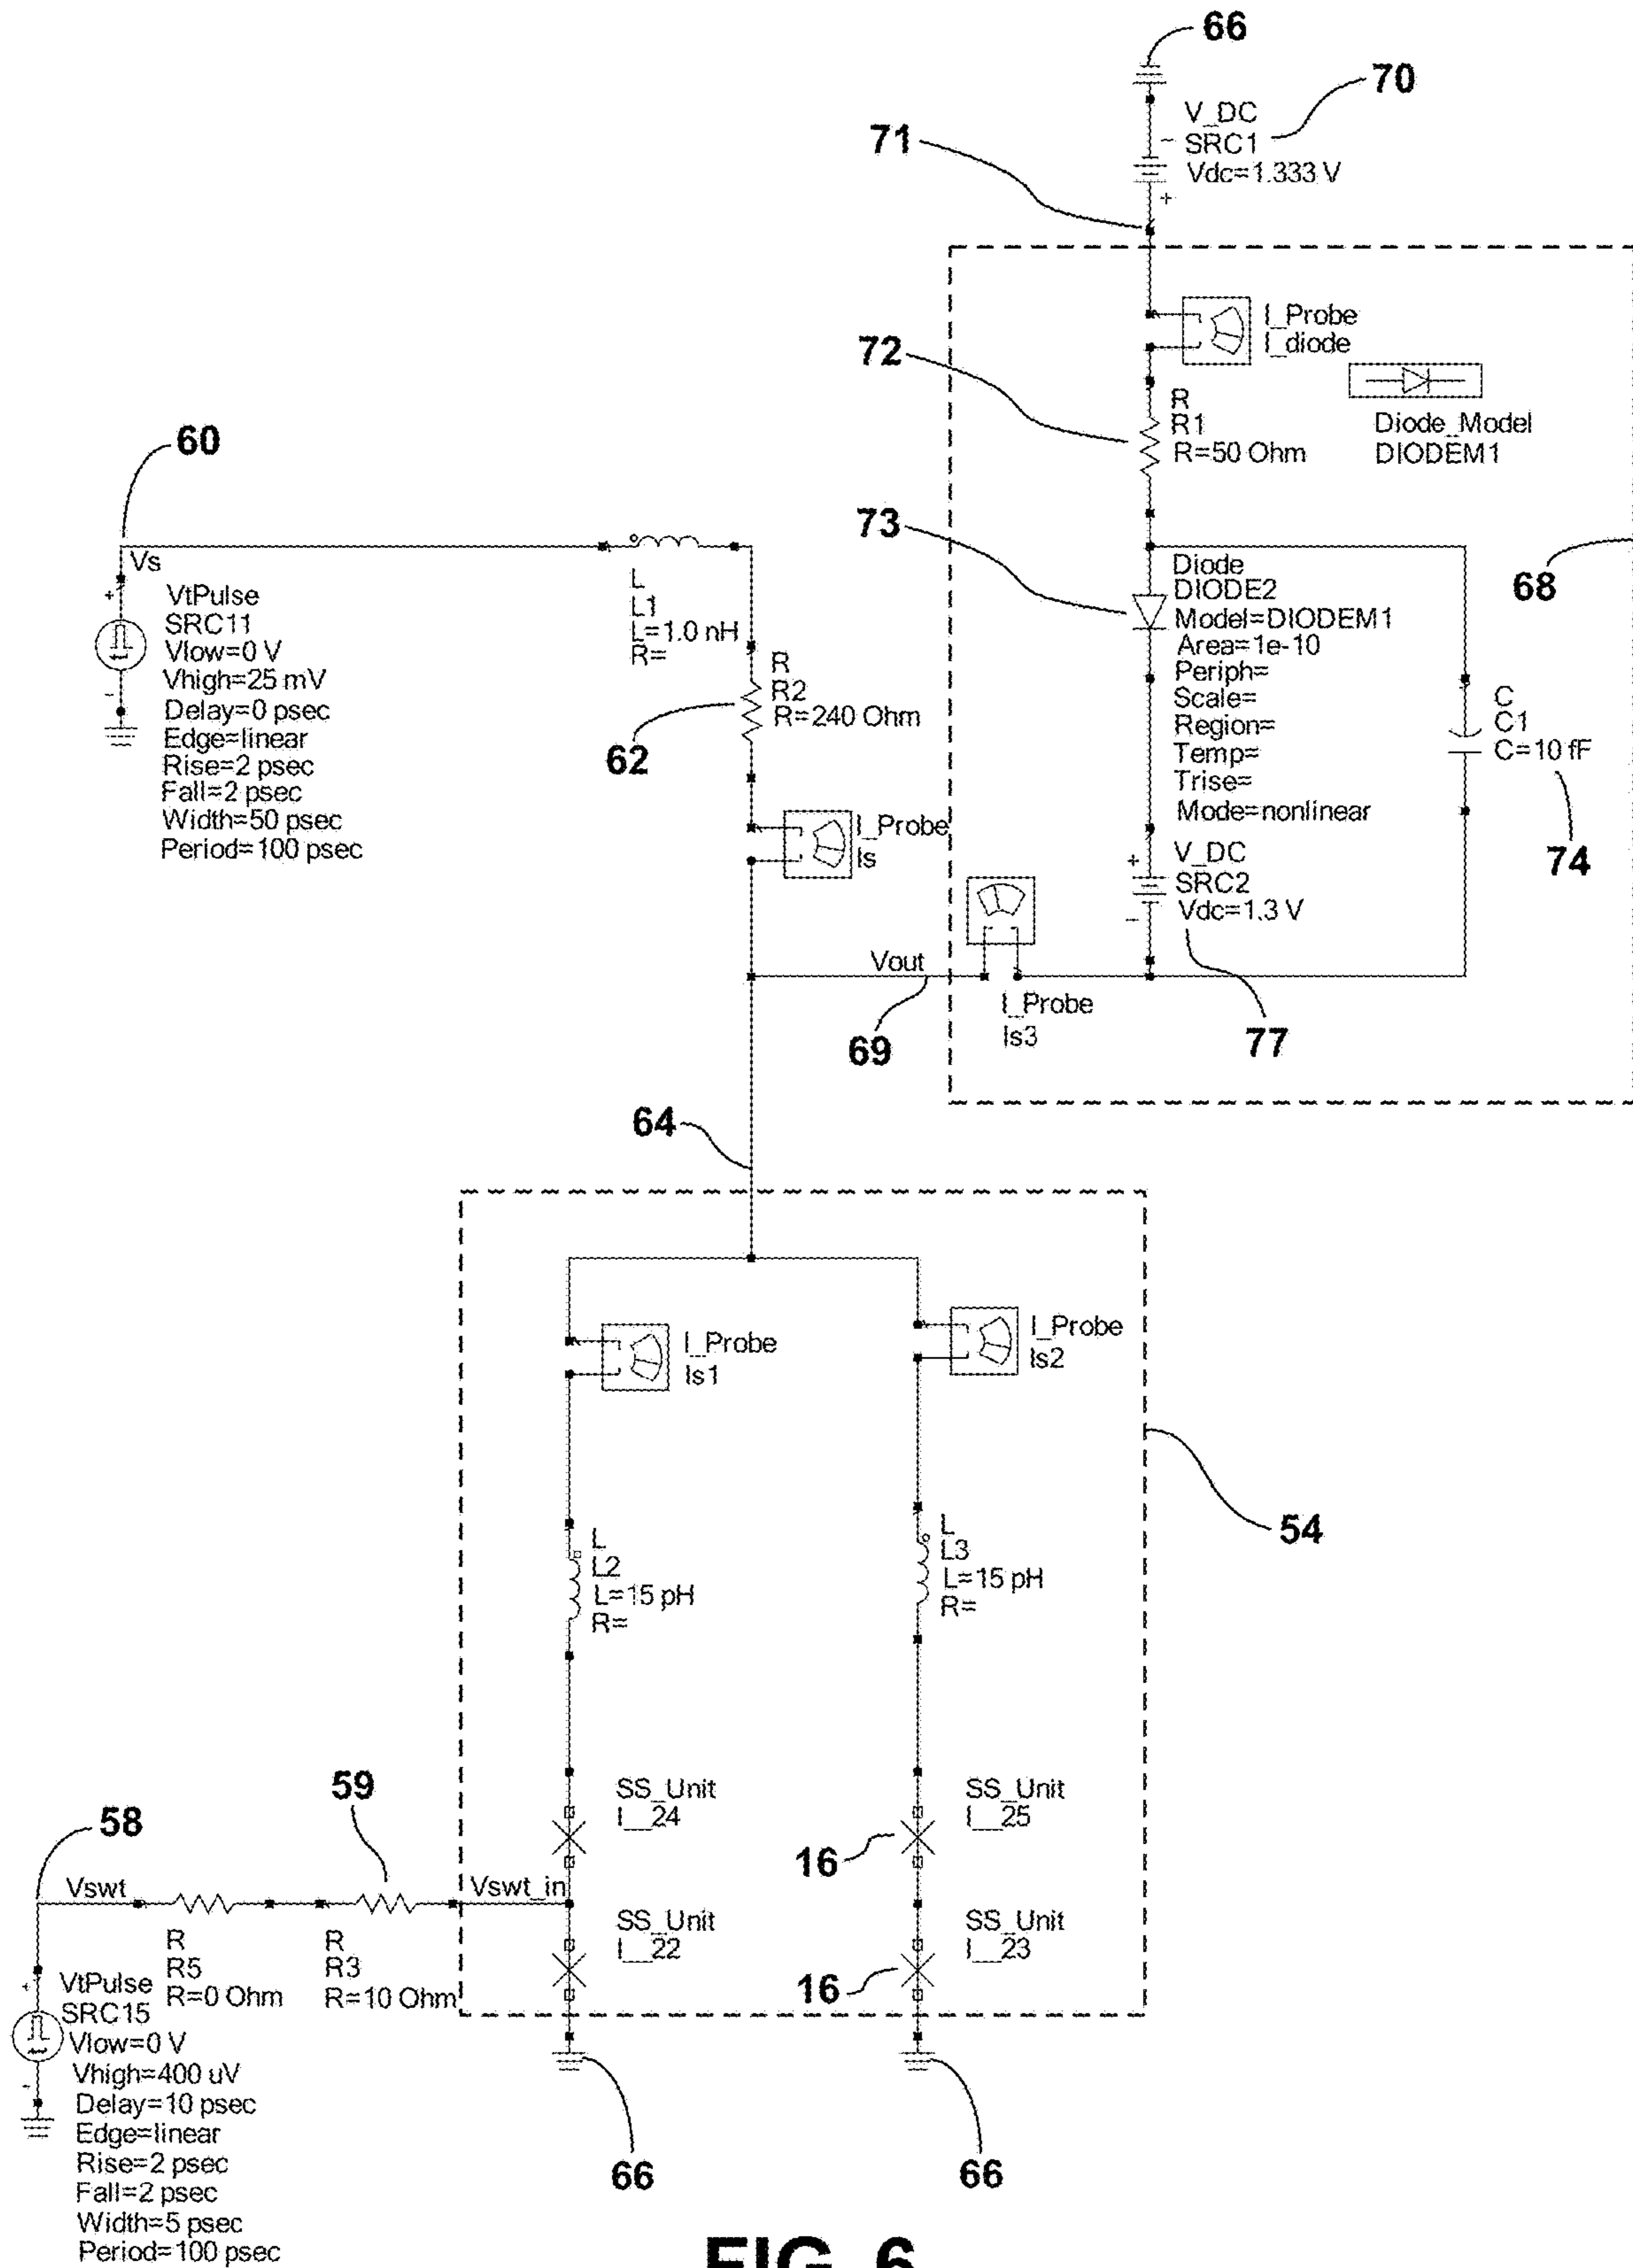 66
70
V_DC
SRC1
Vdc=1.333 V
71
I_Probe
I_diode
72
R
R1
R=50 Ohm
Diode_Model
DIODEM1
60
73
Vs
VtPulse
SRC11
Vlow=0 V
Vhigh=25 mV
Delay=0 psec
Edge=linear
Rise=2 psec
Fall=2 psec
Width=50 psec
Period=100 psec
L
L1
L=1.0 nH
R=
R
R2
R=240 Ohm
62
I_Probe
Is
Diode
DIODE2
Model=DIODEM1
Area=1e-10
Periph=
Scale=
Region=
Temp=
Trise=
Mode=nonlinear
68
C
C1
C=10 fF
74
V_DC
SRC2
Vdc=1.3 V
77
Vout
69
I_Probe
Is3
64
I_Probe
Is1
I_Probe
Is2
54
L
L2
L=15 pH
R=
L
L3
L=15 pH
R=
SS_Unit
I__24
SS_Unit
I__25
16
59
58
Vswt
Vswt_in
R
R5
R=0 Ohm
R
R3
R=10 Ohm
SS_Unit
I__22
SS_Unit
I__23
16
VtPulse
SRC15
Vlow=0 V
Vhigh=400 uV
Delay=10 psec
Edge=linear
Rise=2 psec
Fall=2 psec
Width=5 psec
Period=100 psec
66
66
FIG. 6